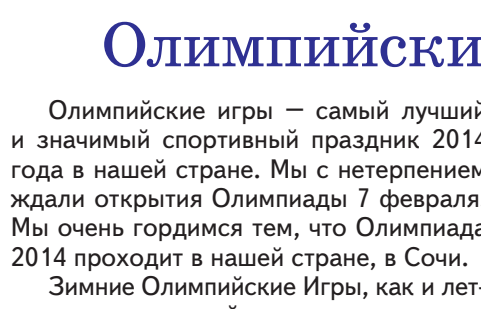 Олимпийски
Олимпийские игры — самый лучший
и значимый спортивный праздник 2014
года в нашей стране. Мы с нетерпением
ждали открытия Олимпиады 7 февраля.
Мы очень гордимся тем, что Олимпиада
2014 проходит в нашей стране, в Сочи.
Зимние Олимпийские Игры, как и лет-